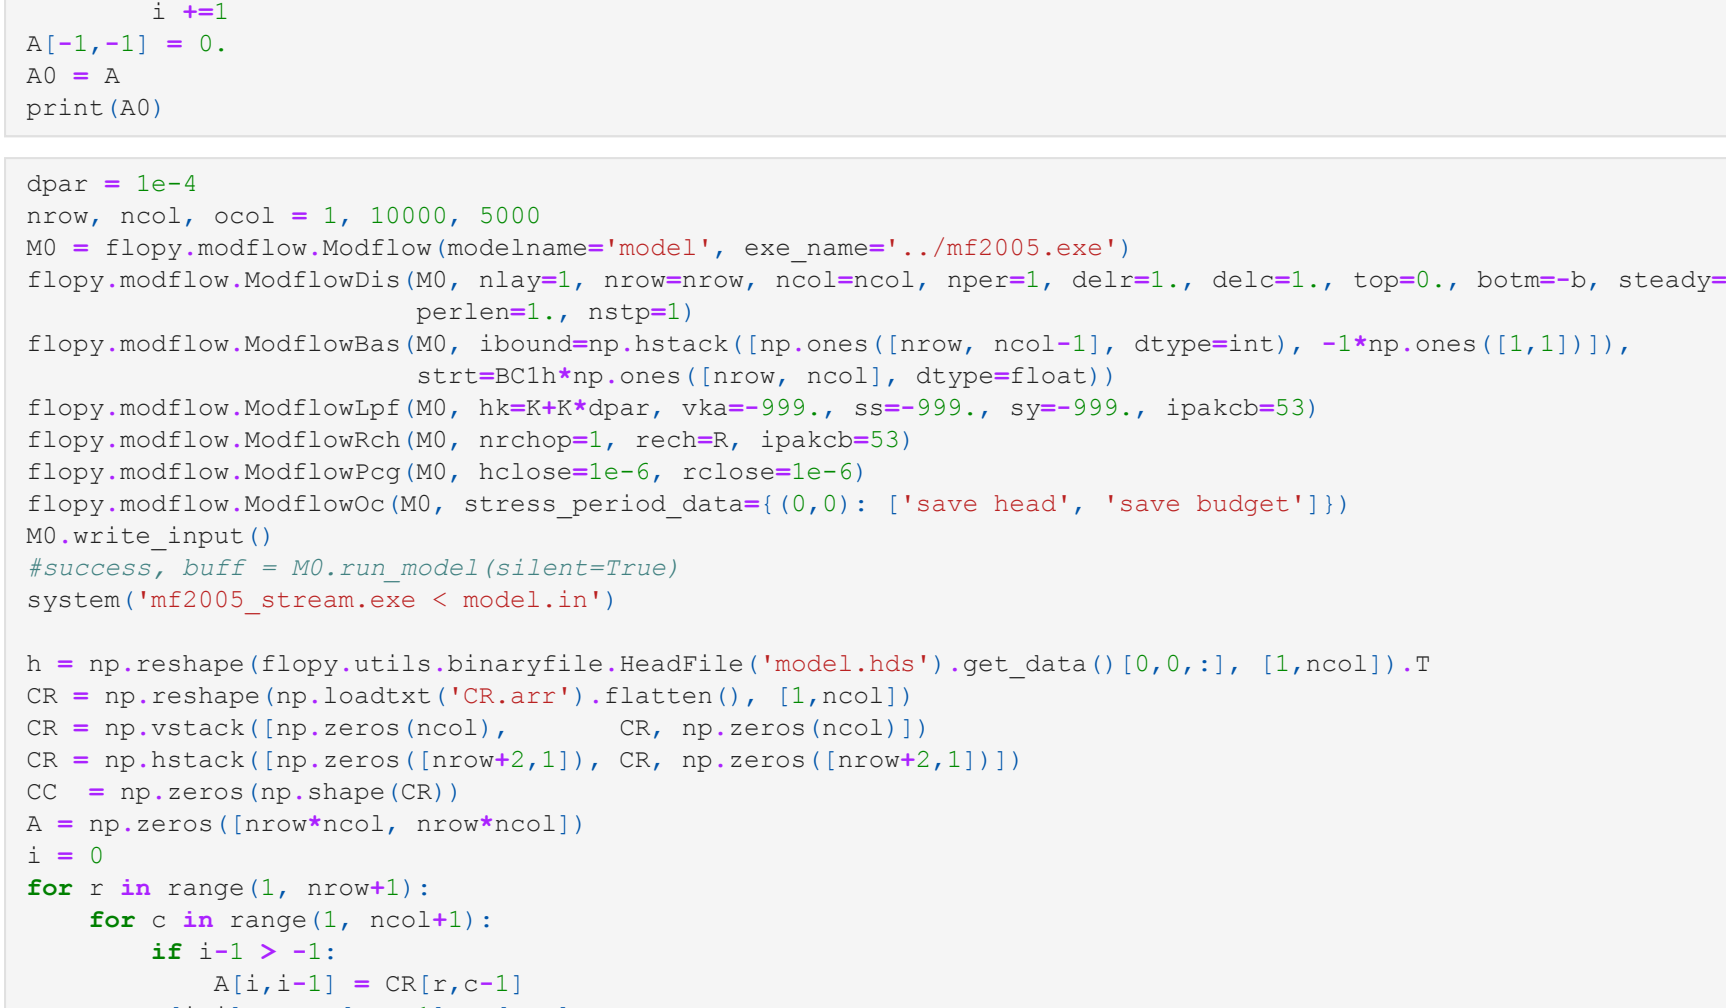 i +=1
A[-1,-1] = 0.
A0 = A
print(A0)
dpar = 1e-4
nrow, ncol, ocol = 1, 10000, 5000
M0 = flopy.modflow.Modflow(modelname='model', exe_name='../mf2005.exe')
flopy.modflow.ModflowDis(M0, nlay=1, nrow=nrow, ncol=ncol, nper=1, delr=1., delc=1., top=0., botm=-b, steady=
perlen=1., nstp=1)
flopy.modflow.ModflowBas(M0, ibound=np.hstack([np.ones([nrow, ncol-1], dtype=int), -1*np.ones([1,1])]),
strt=BC1h*np.ones([nrow, ncol], dtype=float))
flopy.modflow.ModflowLpf(M0, hk=K+K*dpar, vka=-999., ss=-999., sy=-999., ipakcb=53)
flopy.modflow.ModflowRch(M0, nrchop=1, rech=R, ipakcb=53)
flopy.modflow.ModflowPcg(M0, hclose=1e-6, rclose=1e-6)
flopy.modflow.ModflowOc(M0, stress_period_data={(0,0): ['save head', 'save budget']})
M0.write_input()
#success, buff = M0.run_model(silent=True)
system('mf2005_stream.exe < model.in')
h = np.reshape(flopy.utils.binaryfile.HeadFile('model.hds').get_data()[0,0,:], [1,ncol]).T
CR = np.reshape(np.loadtxt('CR.arr').flatten(), [1,ncol])
CR = np.vstack([np.zeros(ncol),       CR, np.zeros(ncol)])
CR = np.hstack([np.zeros([nrow+2,1]), CR, np.zeros([nrow+2,1])])
CC  = np.zeros(np.shape(CR))
A = np.zeros([nrow*ncol, nrow*ncol])
i = 0
for r in range(1, nrow+1):
for c in range(1, ncol+1):
if i-1 > -1:
A[i,i-1] = CR[r,c-1]